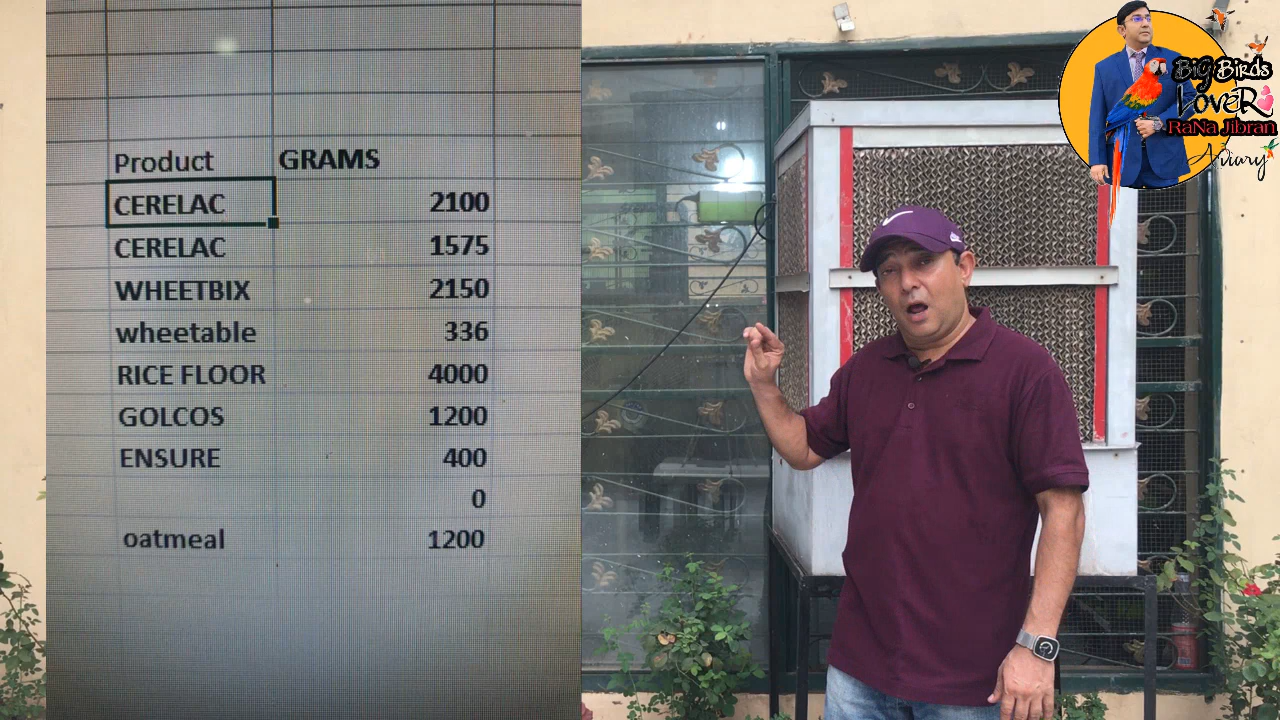 Product GRAMS
CERELAC 2100
CERELAC 1575
WHEETBIX 2150
wheetable 336
RICE FLOOR 4000
GOLCOS 1200
ENSURE 400
0
oatmeal 1200
BiG Birds
LoveR
RaNa Jibran
Aviary